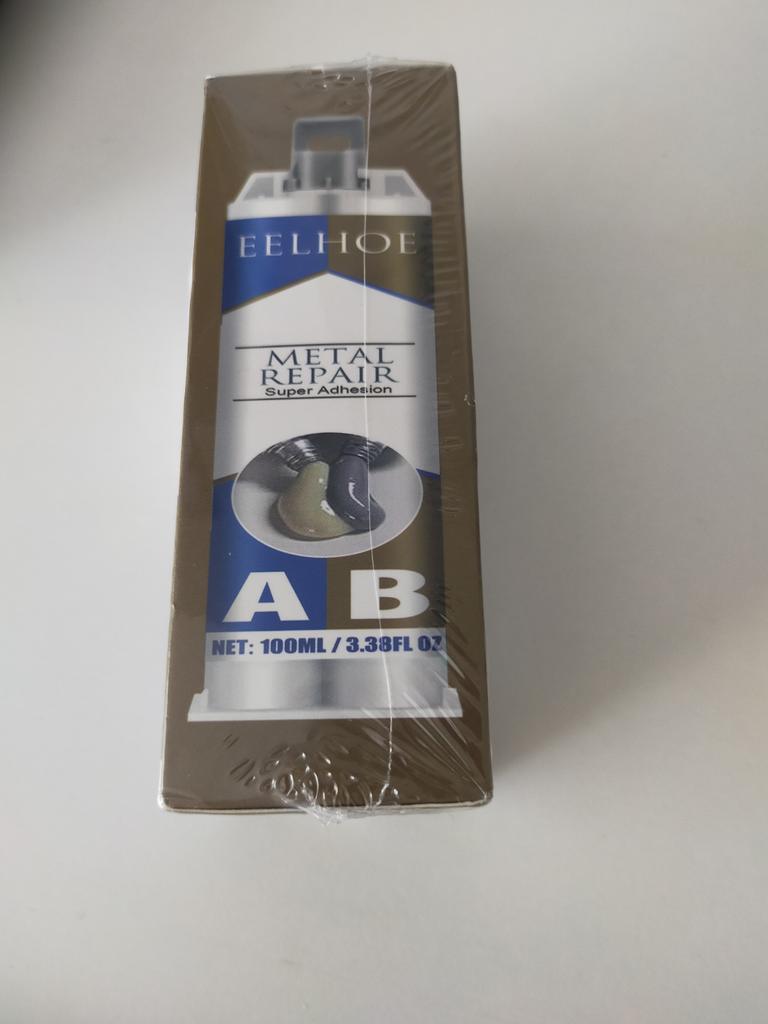 EELHOE
METAL
REPAIR
Super Adhesion
A B
NET: 100ML / 3.38FL OZ